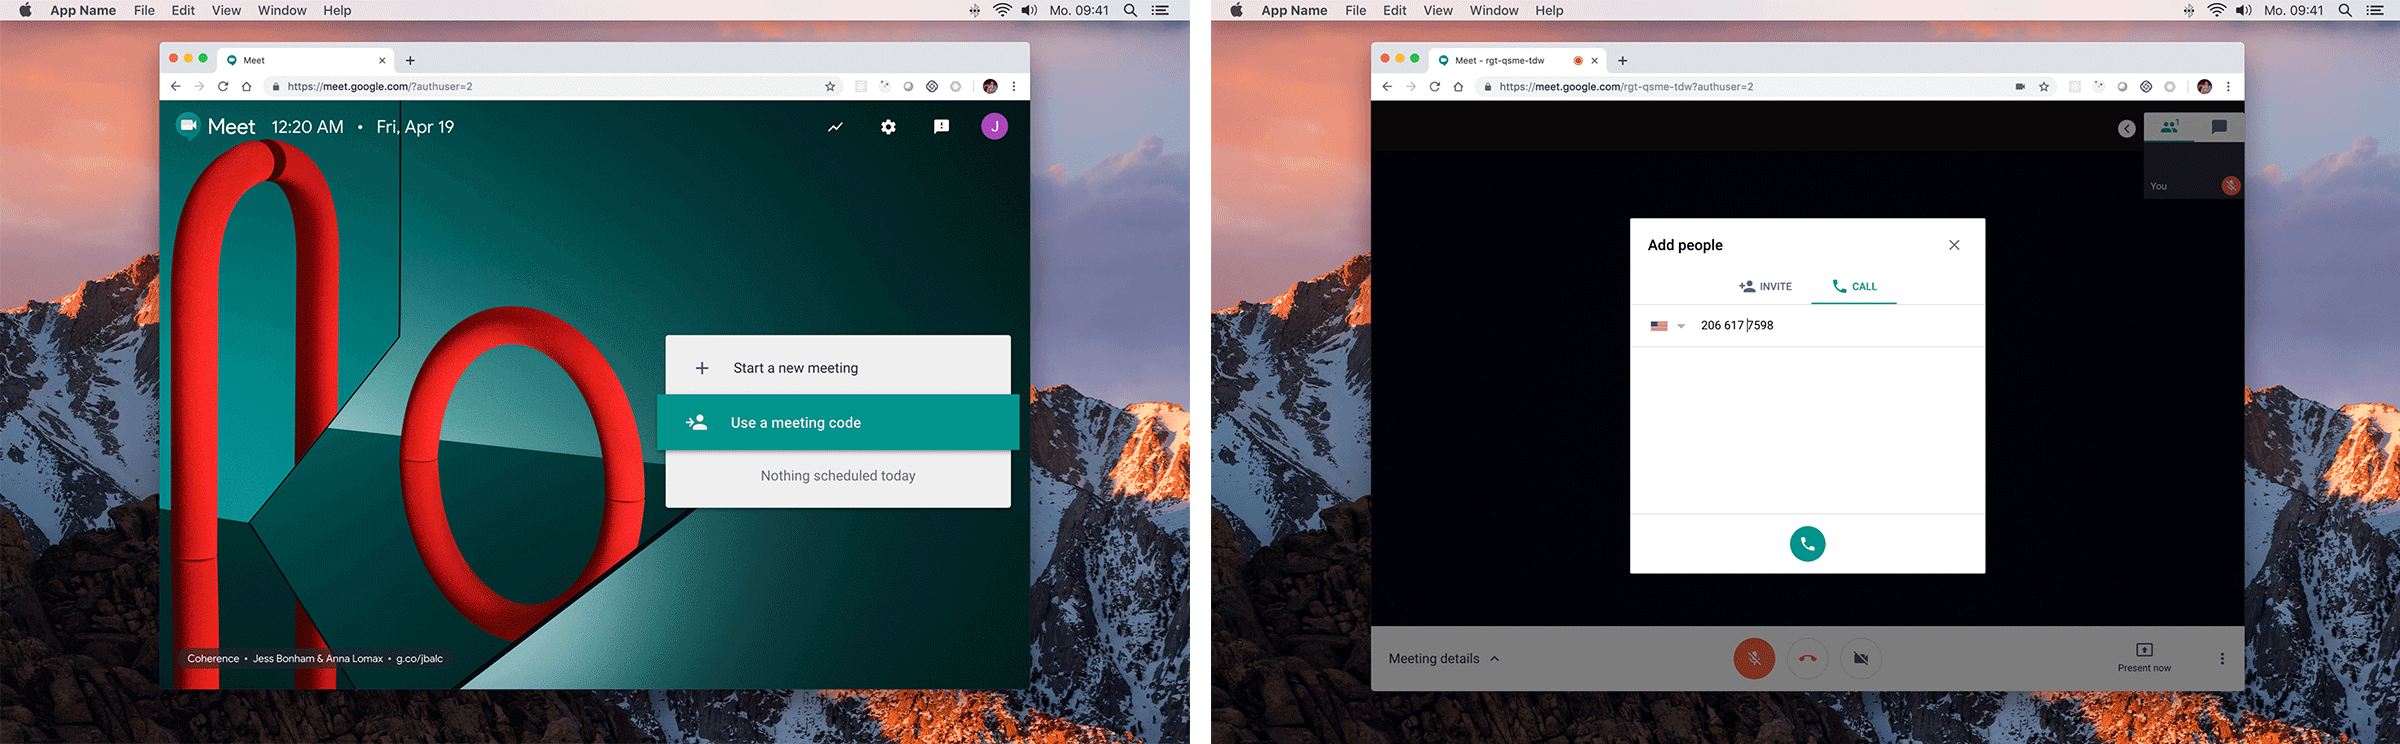 App Name File Edit View Window Help Mo. 09:41
Meet
https://meet.google.com/?authuser=2
Meet 12:20 AM • Fri, Apr 19
J
Start a new meeting
Use a meeting code
Nothing scheduled today
Coherence • Jess Bonham & Anna Lomax • g.co/jbalc
App Name File Edit View Window Help Mo. 09:41
Meet - rgt-qsme-tdw
https://meet.google.com/rgt-qsme-tdw?authuser=2
1
You
Add people
INVITE CALL
206 617 7598
Meeting details
Present now